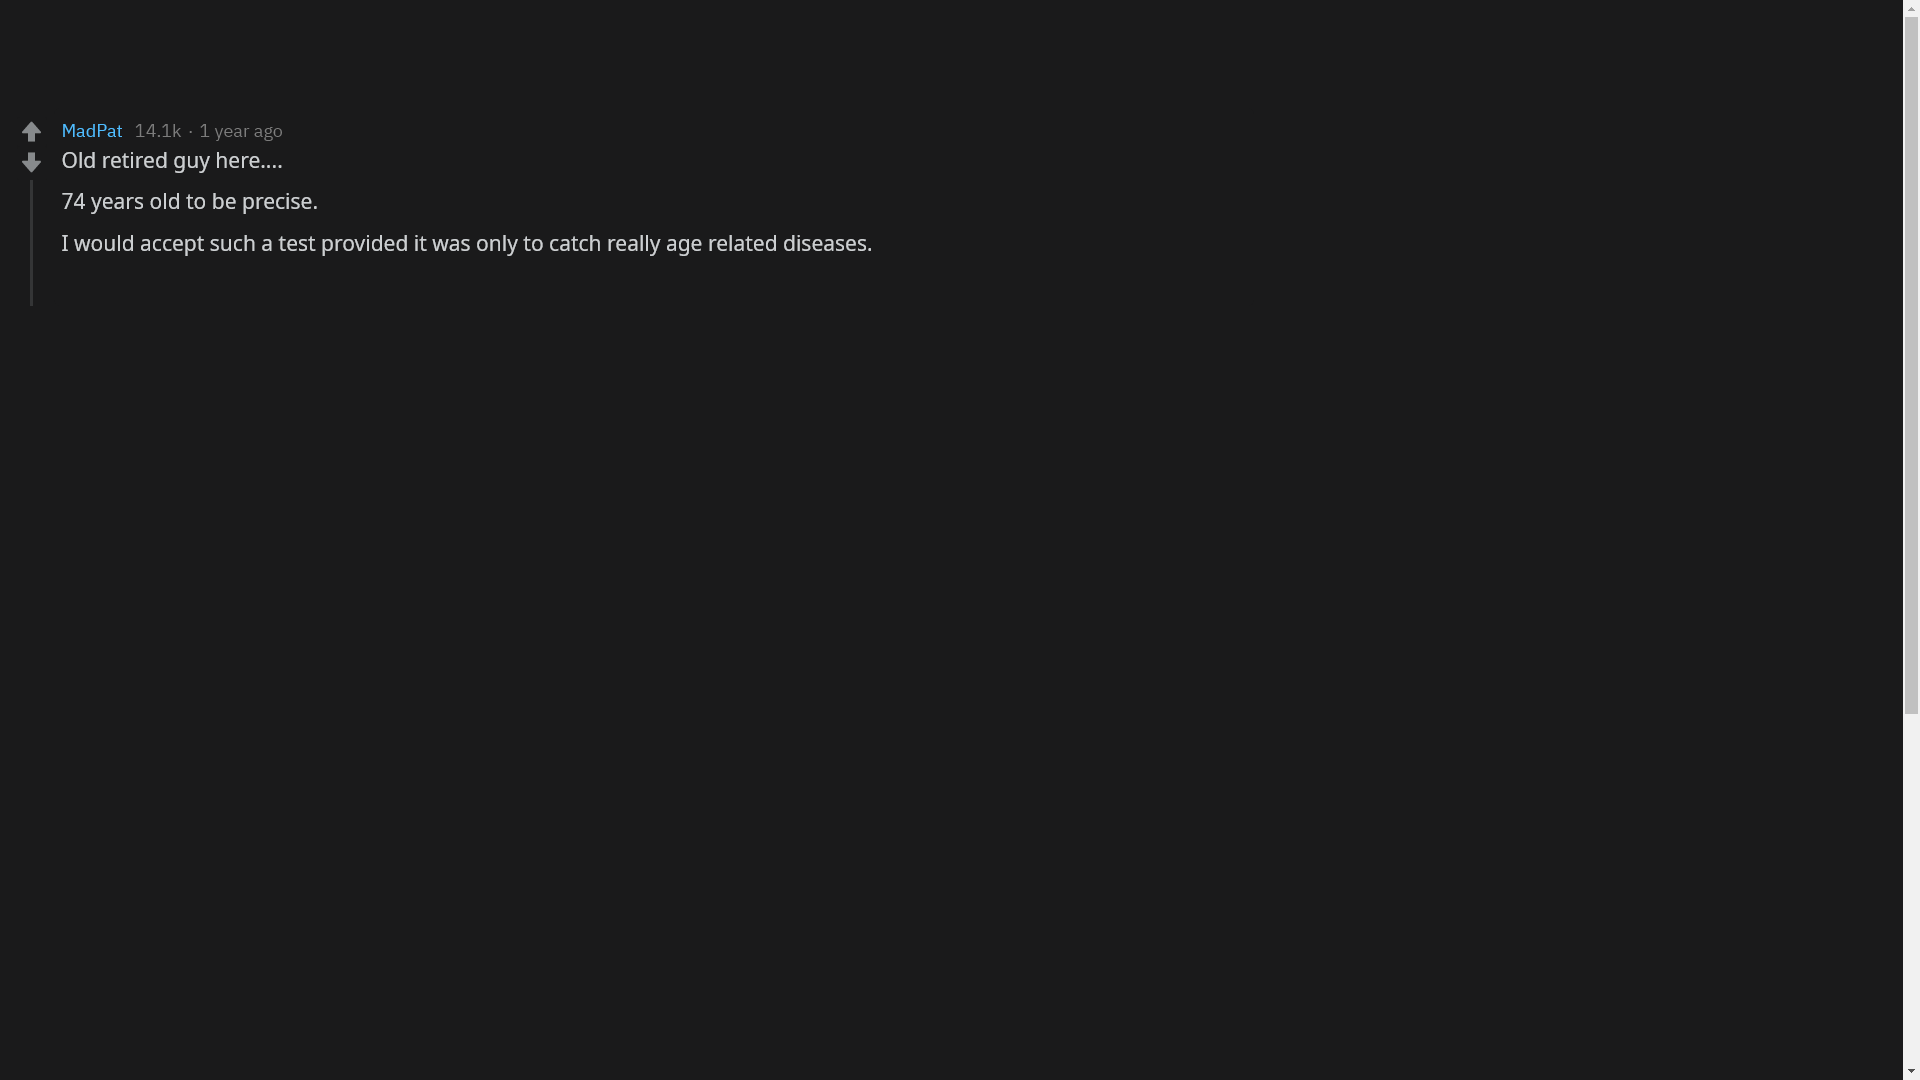 MadPat 14.1k · 1 year ago
Old retired guy here....
74 years old to be precise.
I would accept such a test provided it was only to catch really age related diseases.